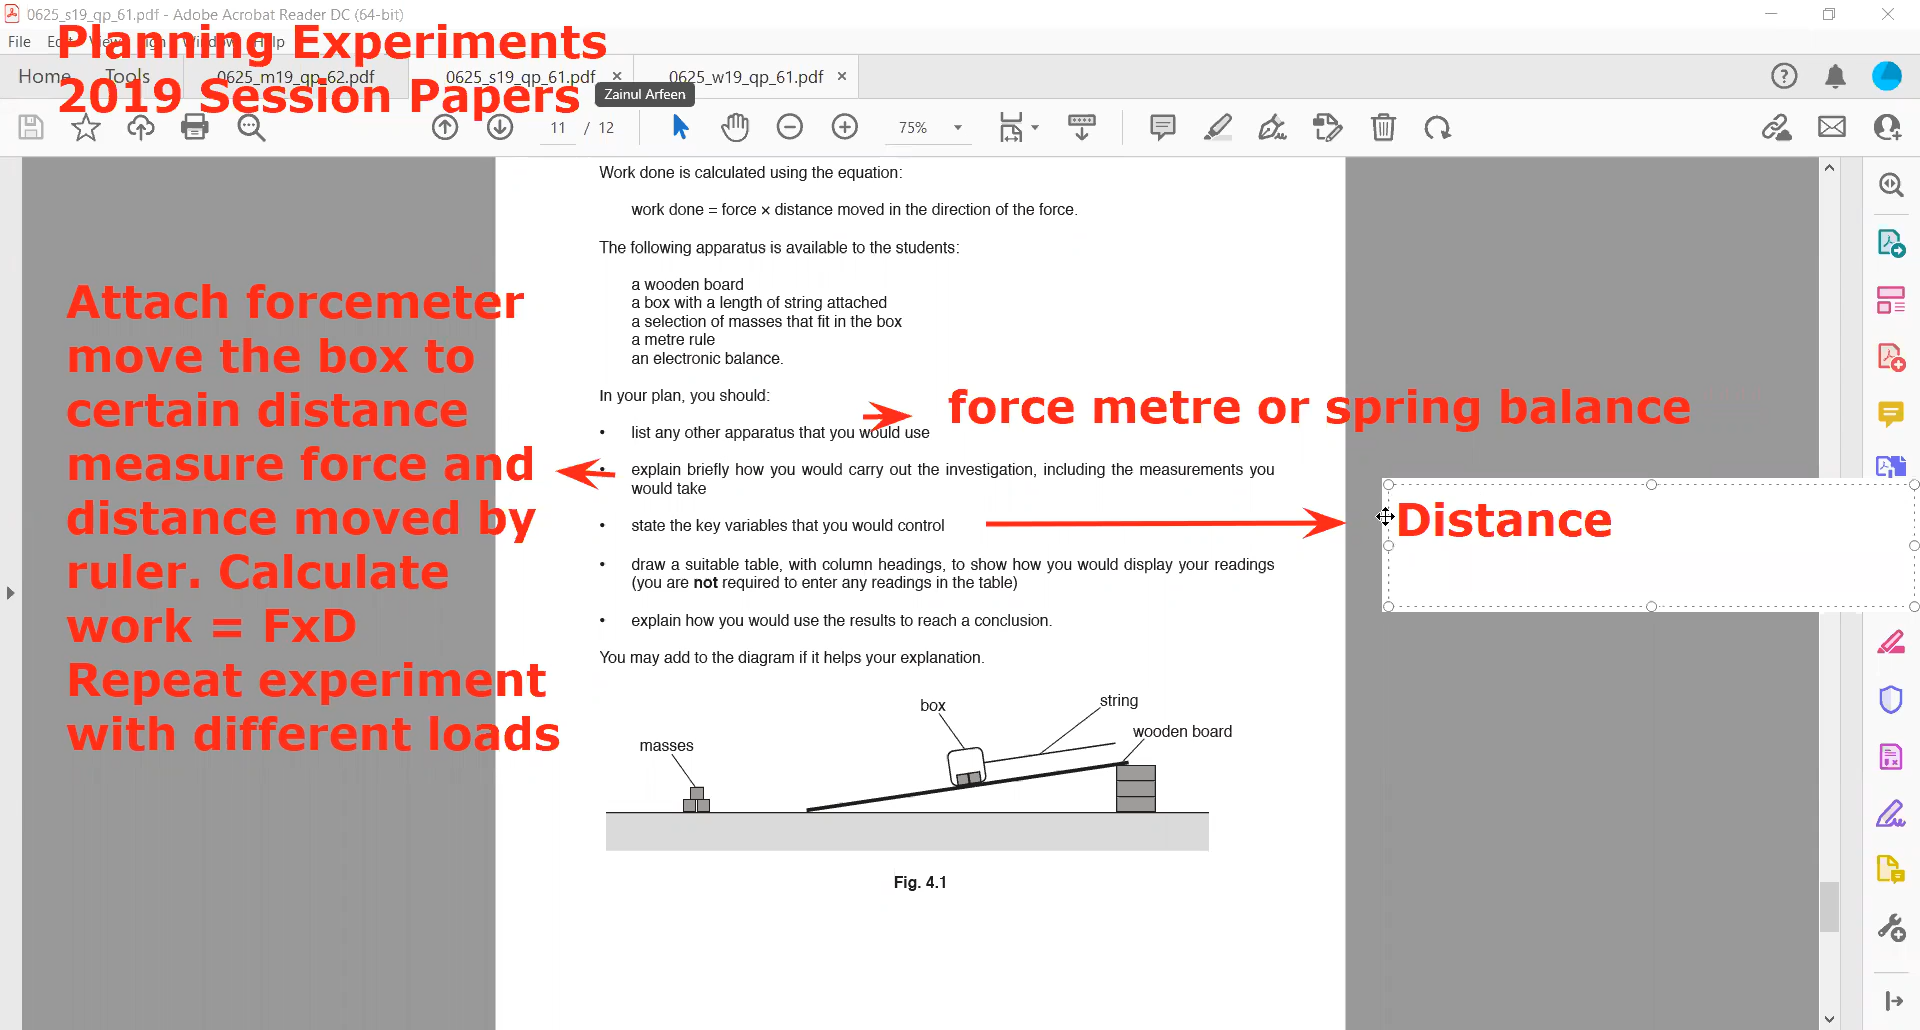 0625_s19_qp_61.pdf - Adobe Acrobat Reader DC (64-bit)
File Edit View Sign Window Help
Planning Experiments
2019 Session Papers
Home Tools 0625_m19_qp_62.pdf 0625_s19_qp_61.pdf × 0625_w19_qp_61.pdf ×
Zainul Arfeen
11 / 12 75%
Work done is calculated using the equation:
work done = force × distance moved in the direction of the force.
The following apparatus is available to the students:
a wooden board
a box with a length of string attached
a selection of masses that fit in the box
a metre rule
an electronic balance.
In your plan, you should:
• list any other apparatus that you would use
• explain briefly how you would carry out the investigation, including the measurements you
would take
• state the key variables that you would control
• draw a suitable table, with column headings, to show how you would display your readings
(you are not required to enter any readings in the table)
• explain how you would use the results to reach a conclusion.
You may add to the diagram if it helps your explanation.
masses
box
string
wooden board
Fig. 4.1
Attach forcemeter
move the box to
certain distance
measure force and
distance moved by
ruler. Calculate
work = FxD
Repeat experiment
with different loads
force metre or spring balance
Distance